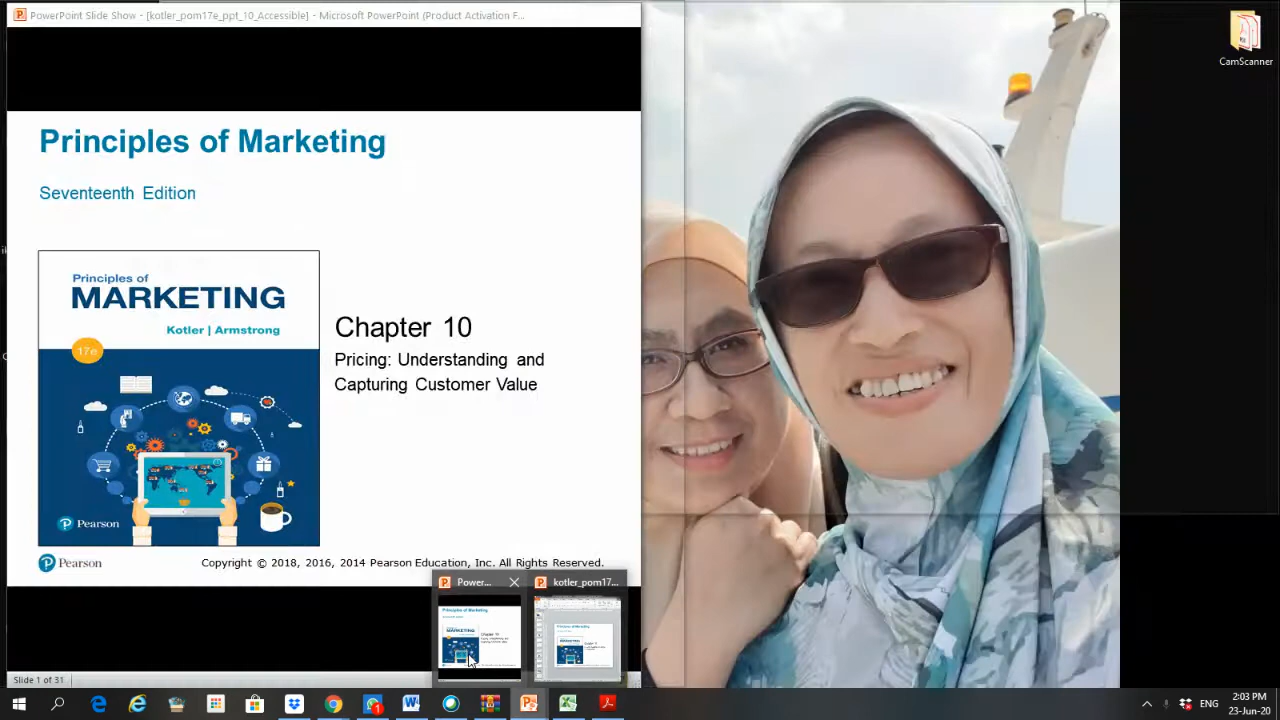 PowerPoint Slide Show - [kotler_pom17e_ppt_10_Accessible] - Microsoft PowerPoint (Product Activation F...
CamScanner
Principles of Marketing
Seventeenth Edition
Principles of
MARKETING
Kotler | Armstrong
17e
Pearson
Chapter 10
Pricing: Understanding and
Capturing Customer Value
Pearson
Copyright © 2018, 2016, 2014 Pearson Education, Inc. All Rights Reserved.
Power...
kotler_pom17...
Slide 1 of 31
ENG
2:03 PM
23-Jun-20